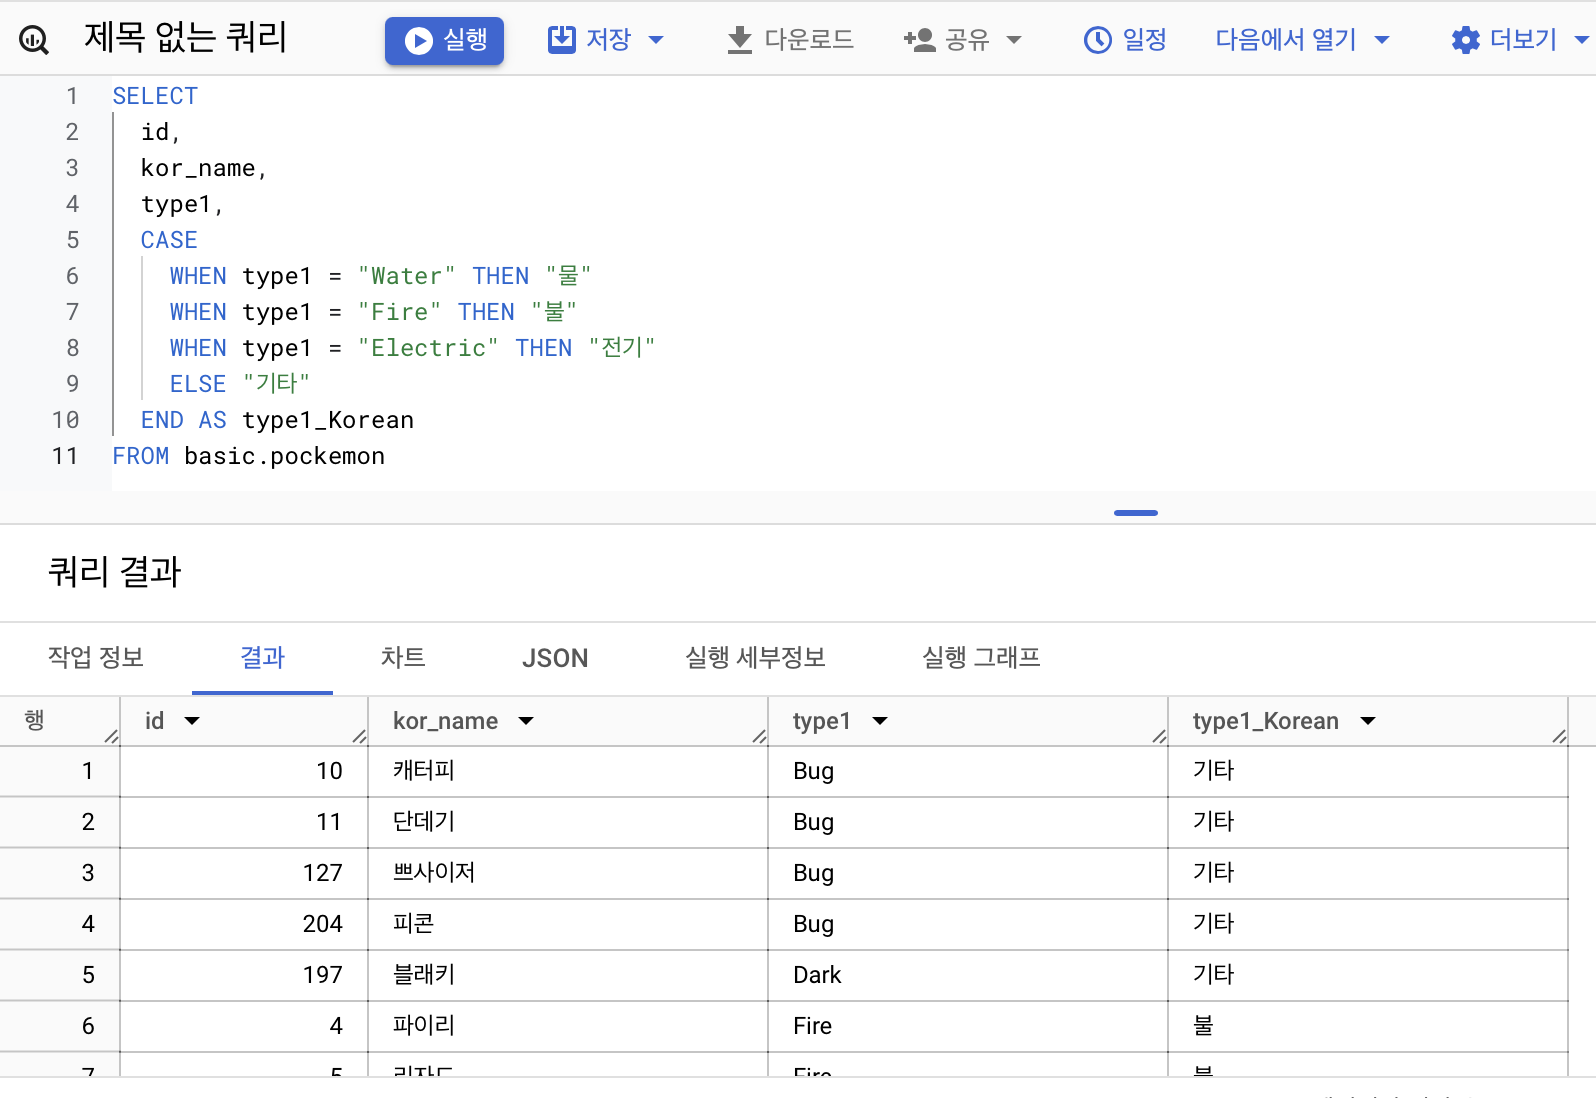 제목 없는 쿼리 실행 저장 다운로드 공유 일정 다음에서 열기 더보기
1 SELECT
2 id,
3 kor_name,
4 type1,
5 CASE
6 WHEN type1 = "Water" THEN "물"
7 WHEN type1 = "Fire" THEN "불"
8 WHEN type1 = "Electric" THEN "전기"
9 ELSE "기타"
10 END AS type1_Korean
11 FROM basic.pockemon
쿼리 결과
작업 정보 결과 차트 JSON 실행 세부정보 실행 그래프
행 id kor_name type1 type1_Korean
1 10 캐터피 Bug 기타
2 11 단데기 Bug 기타
3 127 쁘사이저 Bug 기타
4 204 피콘 Bug 기타
5 197 블래키 Dark 기타
6 4 파이리 Fire 불
7 5 리자드 Fire 불